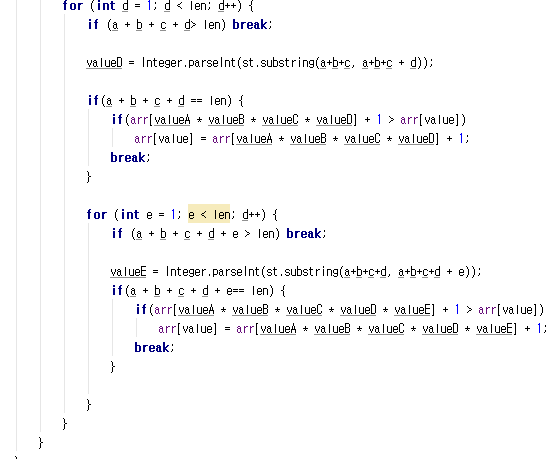 for (int d = 1; d < len; d++) {
if (a + b + c + d> len) break;
valueD = Integer.parseInt(st.substring(a+b+c, a+b+c + d));
if(a + b + c + d == len) {
if(arr[valueA * valueB * valueC * valueD] + 1 > arr[value])
arr[value] = arr[valueA * valueB * valueC * valueD] + 1;
break;
}
for (int e = 1; e < len; d++) {
if (a + b + c + d + e > len) break;
valueE = Integer.parseInt(st.substring(a+b+c+d, a+b+c+d + e));
if(a + b + c + d + e== len) {
if(arr[valueA * valueB * valueC * valueD * valueE] + 1 > arr[value])
arr[value] = arr[valueA * valueB * valueC * valueD * valueE] + 1;
break;
}
}
}
}